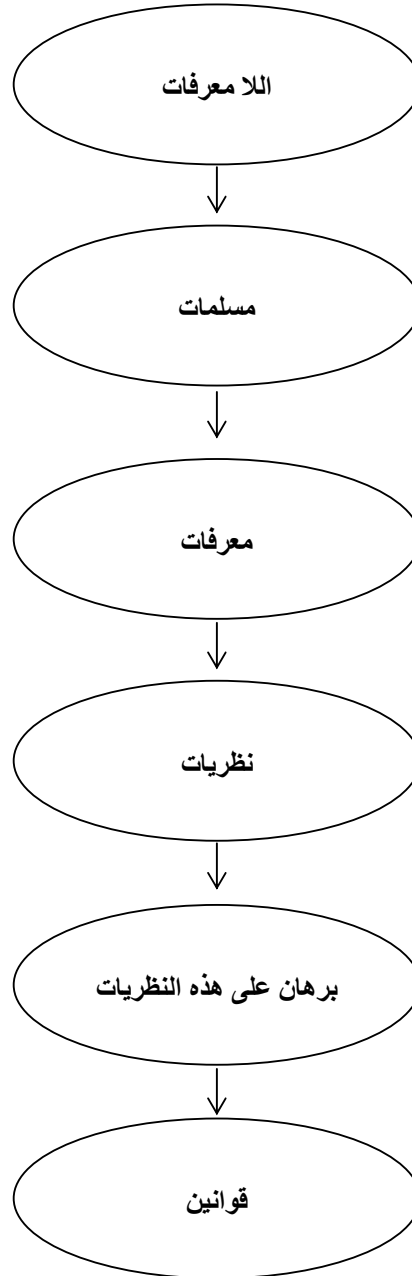 اللا معرفات
مسلمات
معرفات
نظريات
برهان على هذه النظريات
قوانين